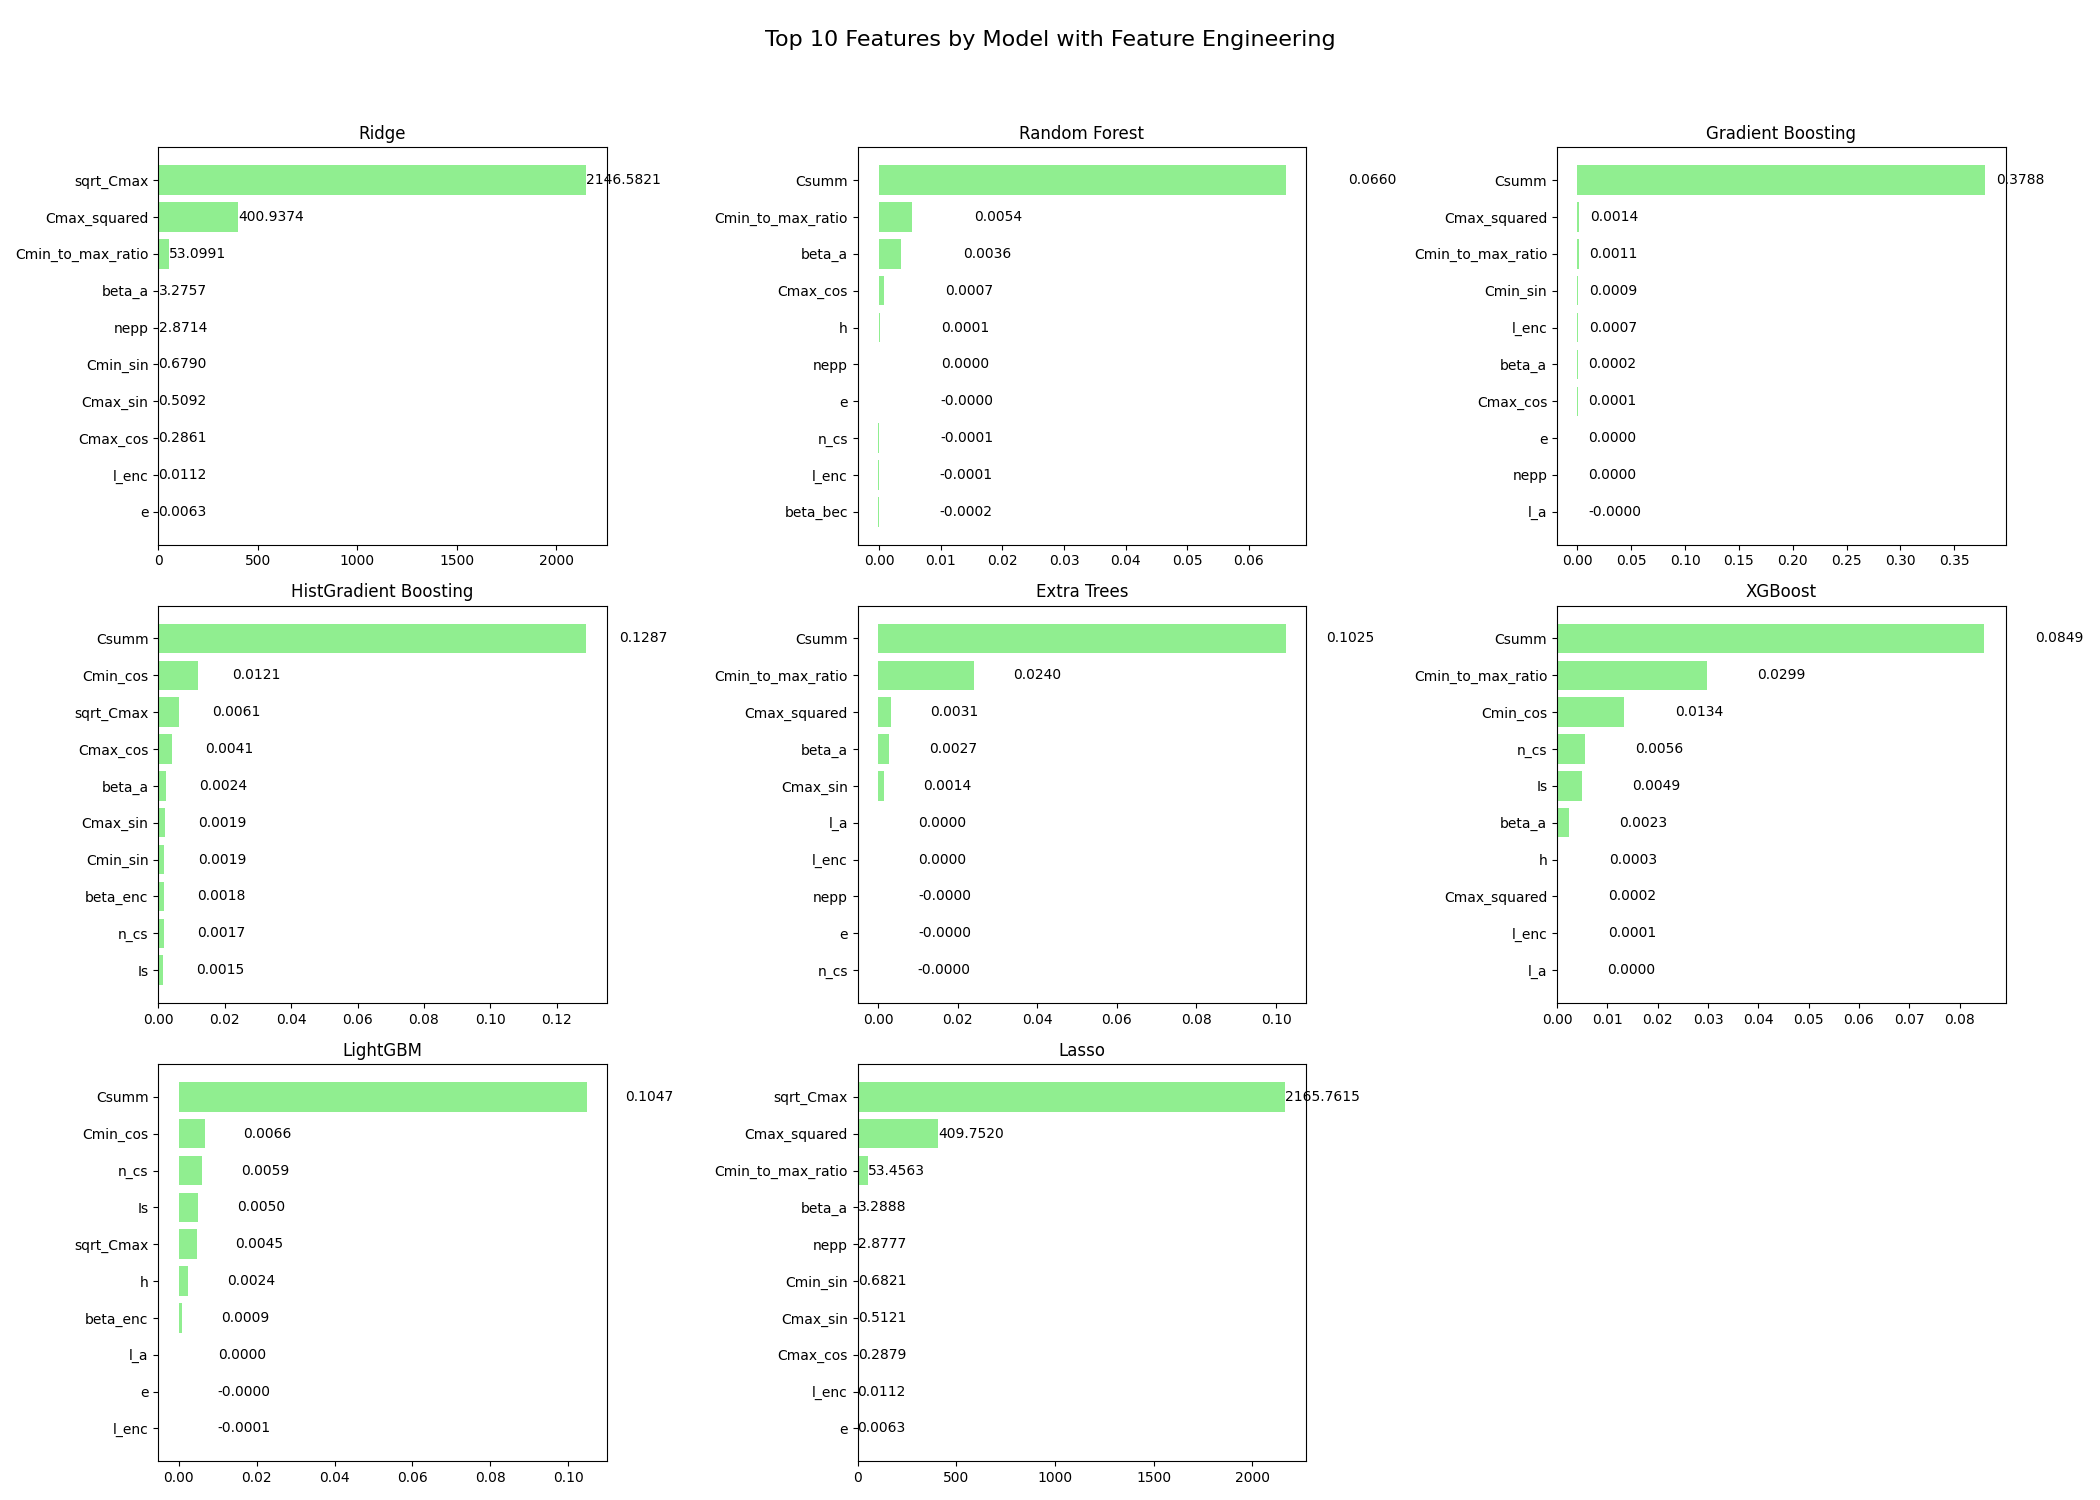 Top 10 Features by Model with Feature Engineering
Ridge
sqrt_Cmax 2146.5821
Cmax_squared 400.9374
Cmin_to_max_ratio 53.0991
beta_a 3.2757
nepp 2.8714
Cmin_sin 0.6790
Cmax_sin 0.5092
Cmax_cos 0.2861
l_enc 0.0112
e 0.0063
0 500 1000 1500 2000
Random Forest
Csumm 0.0660
Cmin_to_max_ratio 0.0054
beta_a 0.0036
Cmax_cos 0.0007
h 0.0001
nepp 0.0000
e -0.0000
n_cs -0.0001
l_enc -0.0001
beta_bec -0.0002
0.00 0.01 0.02 0.03 0.04 0.05 0.06
Gradient Boosting
Csumm 0.3788
Cmax_squared 0.0014
Cmin_to_max_ratio 0.0011
Cmin_sin 0.0009
l_enc 0.0007
beta_a 0.0002
Cmax_cos 0.0001
e 0.0000
nepp 0.0000
l_a -0.0000
0.00 0.05 0.10 0.15 0.20 0.25 0.30 0.35
HistGradient Boosting
Csumm 0.1287
Cmin_cos 0.0121
sqrt_Cmax 0.0061
Cmax_cos 0.0041
beta_a 0.0024
Cmax_sin 0.0019
Cmin_sin 0.0019
beta_enc 0.0018
n_cs 0.0017
ls 0.0015
0.00 0.02 0.04 0.06 0.08 0.10 0.12
Extra Trees
Csumm 0.1025
Cmin_to_max_ratio 0.0240
Cmax_squared 0.0031
beta_a 0.0027
Cmax_sin 0.0014
l_a 0.0000
l_enc 0.0000
nepp -0.0000
e -0.0000
n_cs -0.0000
0.00 0.02 0.04 0.06 0.08 0.10
XGBoost
Csumm 0.0849
Cmin_to_max_ratio 0.0299
Cmin_cos 0.0134
n_cs 0.0056
ls 0.0049
beta_a 0.0023
h 0.0003
Cmax_squared 0.0002
l_enc 0.0001
l_a 0.0000
0.00 0.01 0.02 0.03 0.04 0.05 0.06 0.07 0.08
LightGBM
Csumm 0.1047
Cmin_cos 0.0066
n_cs 0.0059
ls 0.0050
sqrt_Cmax 0.0045
h 0.0024
beta_enc 0.0009
l_a 0.0000
e -0.0000
l_enc -0.0001
0.00 0.02 0.04 0.06 0.08 0.10
Lasso
sqrt_Cmax 2165.7615
Cmax_squared 409.7520
Cmin_to_max_ratio 53.4563
beta_a 3.2888
nepp 2.8777
Cmin_sin 0.6821
Cmax_sin 0.5121
Cmax_cos 0.2879
l_enc 0.0112
e 0.0063
0 500 1000 1500 2000